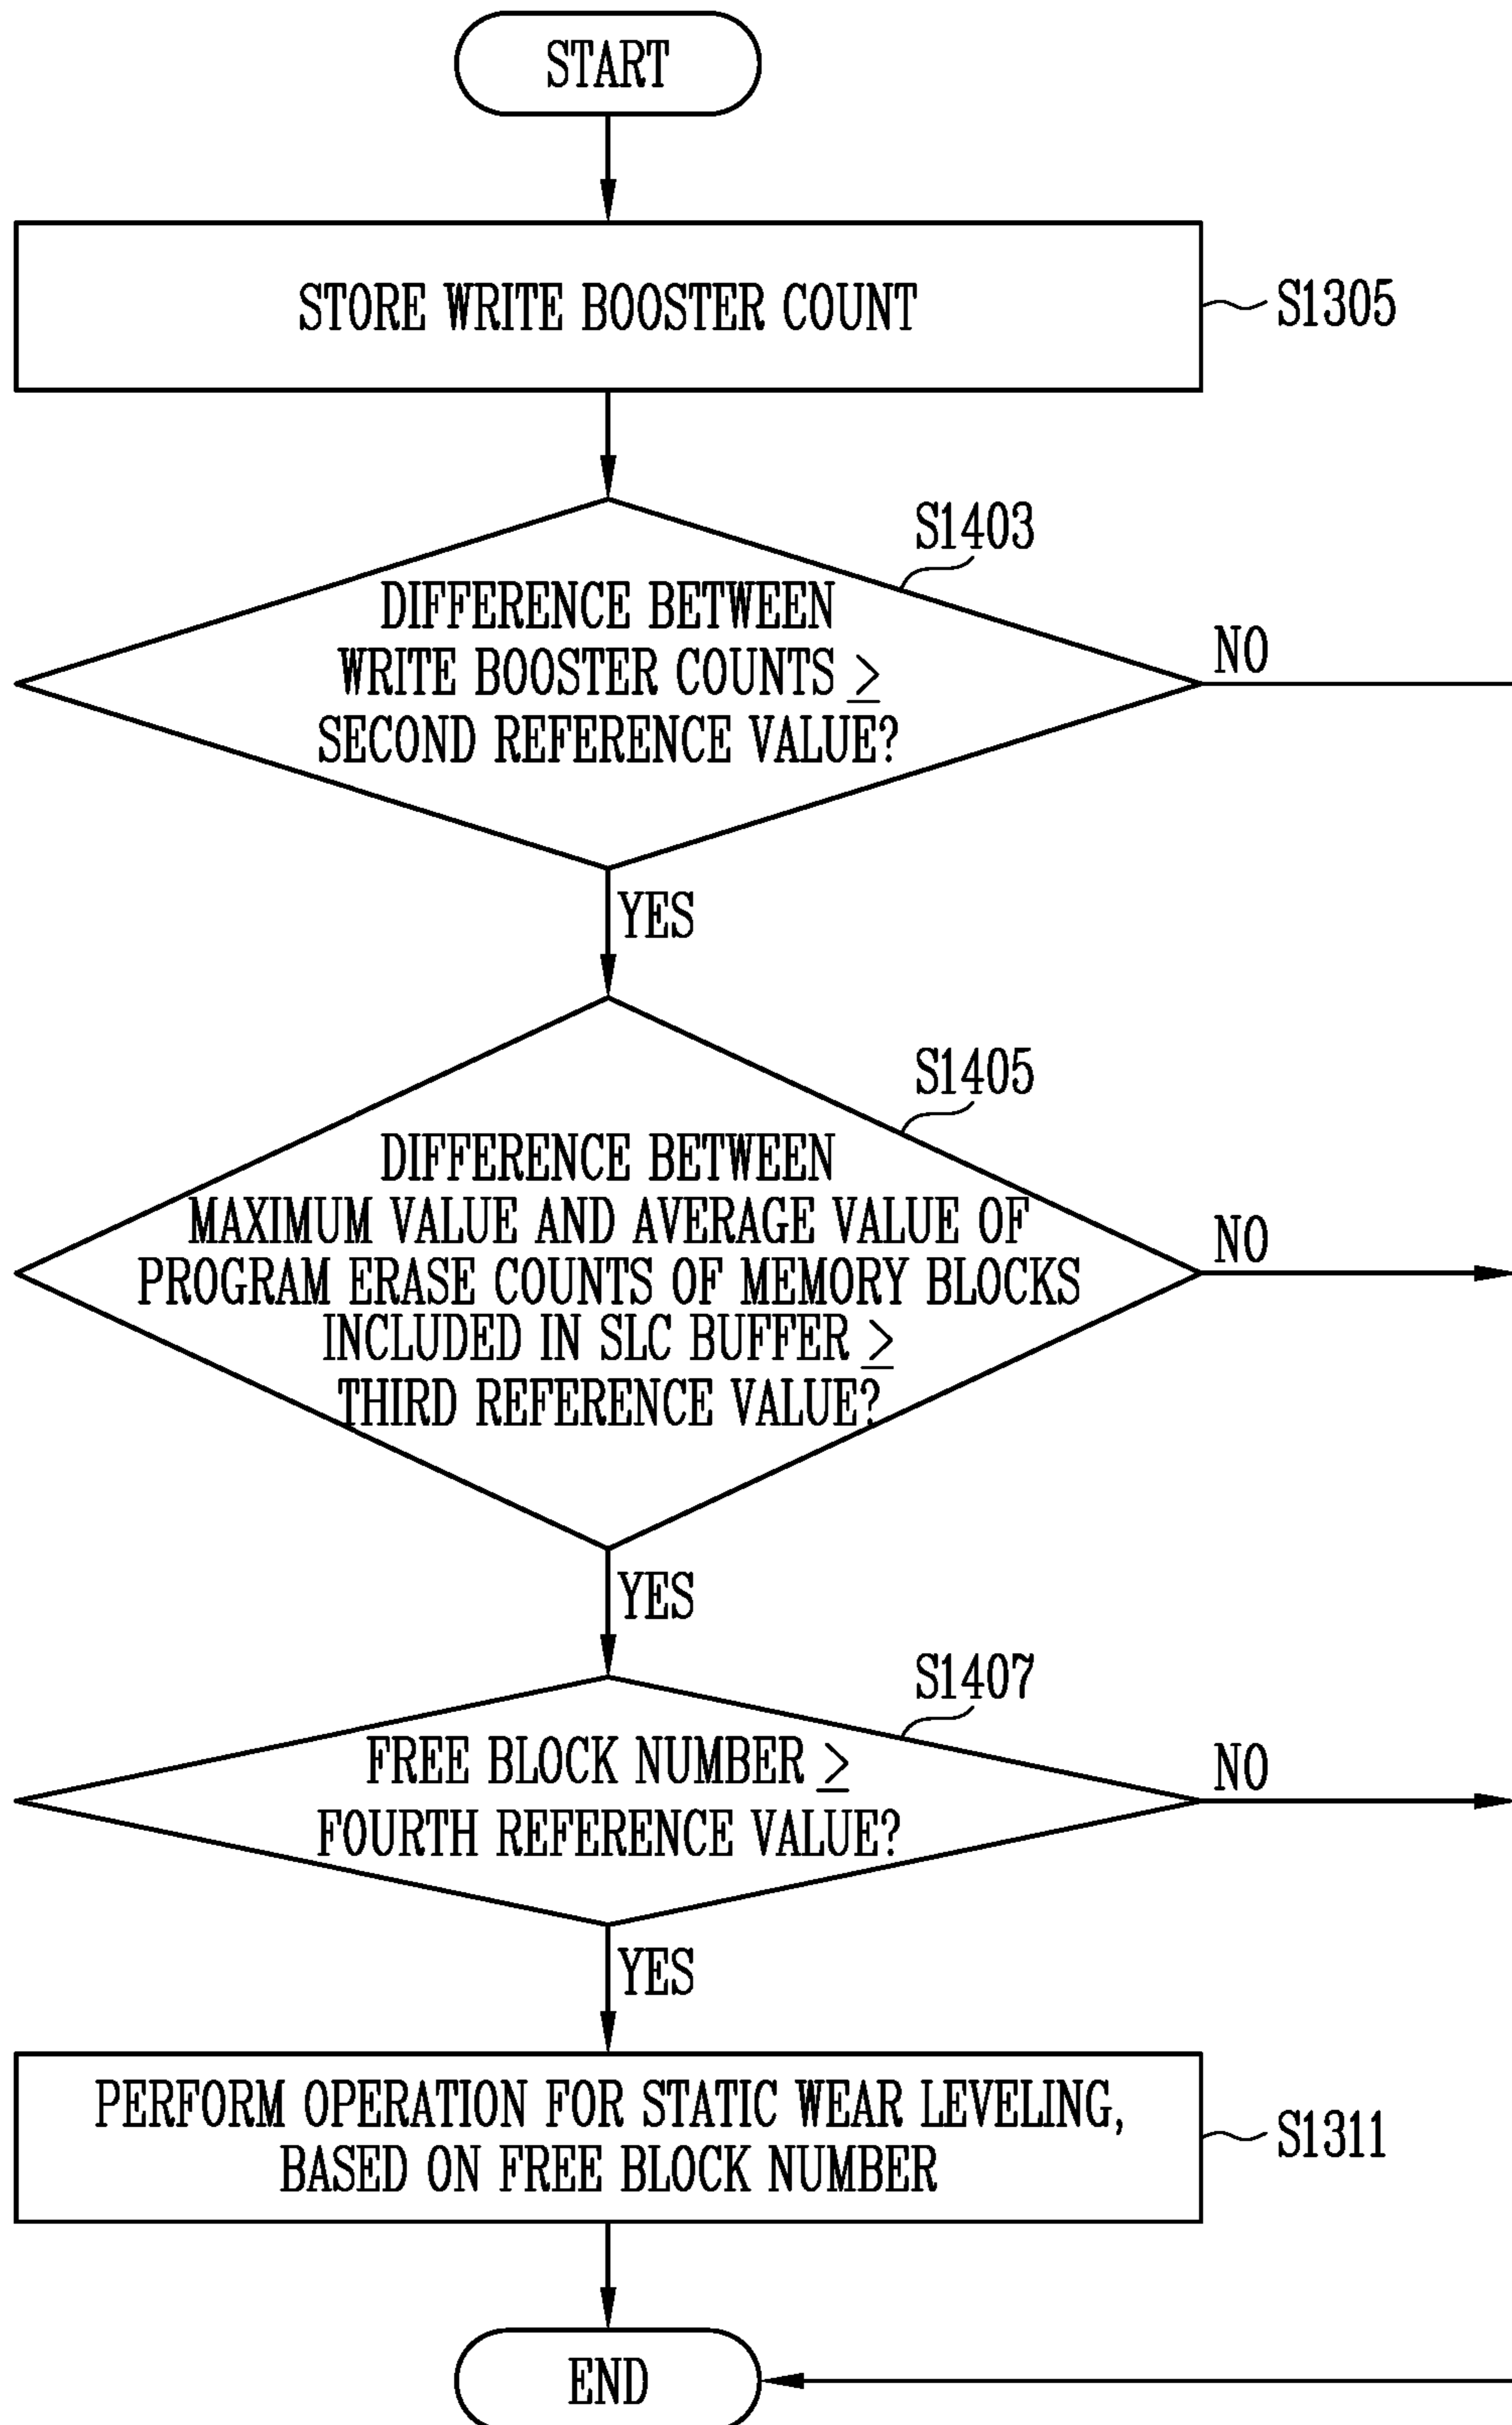 START
STORE WRITE BOOSTER COUNT
S1305
S1403
DIFFERENCE BETWEEN
WRITE BOOSTER COUNTS ≥
SECOND REFERENCE VALUE?
NO
YES
S1405
DIFFERENCE BETWEEN
MAXIMUM VALUE AND AVERAGE VALUE OF
PROGRAM ERASE COUNTS OF MEMORY BLOCKS
INCLUDED IN SLC BUFFER ≥
THIRD REFERENCE VALUE?
NO
YES
S1407
FREE BLOCK NUMBER ≥
FOURTH REFERENCE VALUE?
NO
YES
PERFORM OPERATION FOR STATIC WEAR LEVELING,
BASED ON FREE BLOCK NUMBER
S1311
END